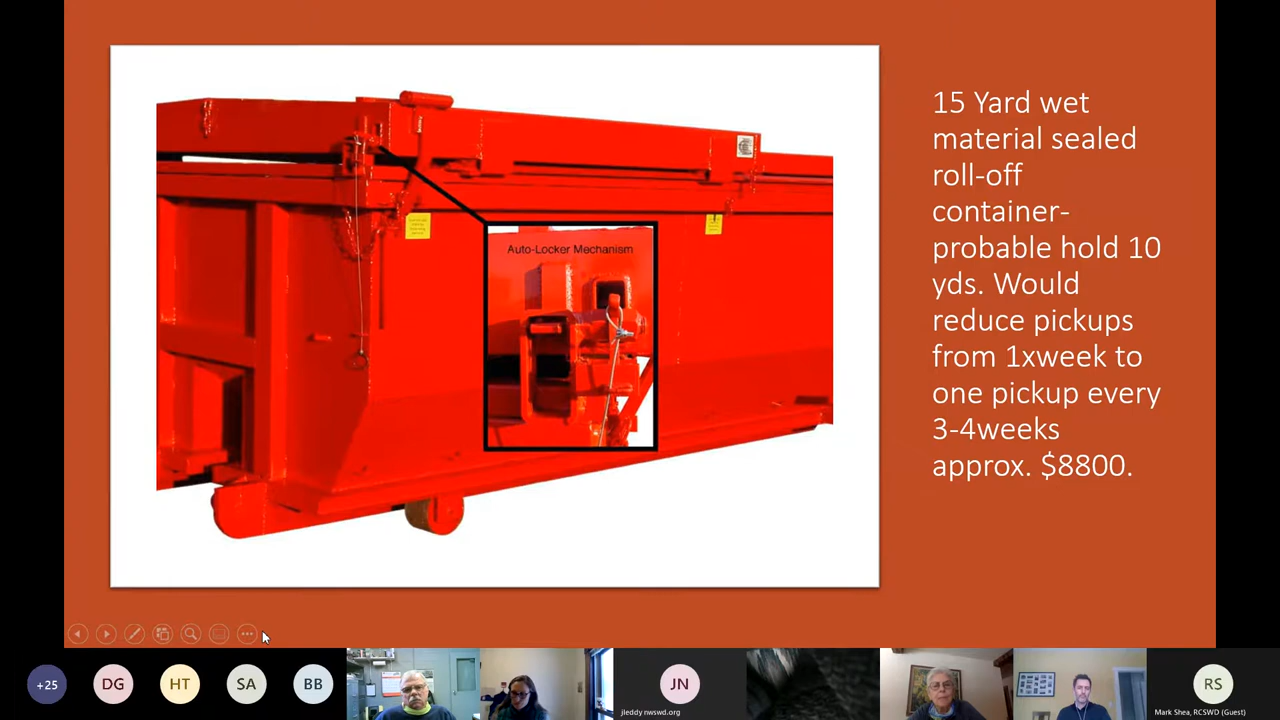 15 Yard wet
material sealed
roll-off
container-
probable hold 10
yds. Would
reduce pickups
from 1xweek to
one pickup every
3-4weeks
approx. $8800.
Auto-Locker Mechanism
+25
DG
HT
SA
BB
JN
jleddy nwswd.org
RS
Mark Shea, RCSWD (Guest)